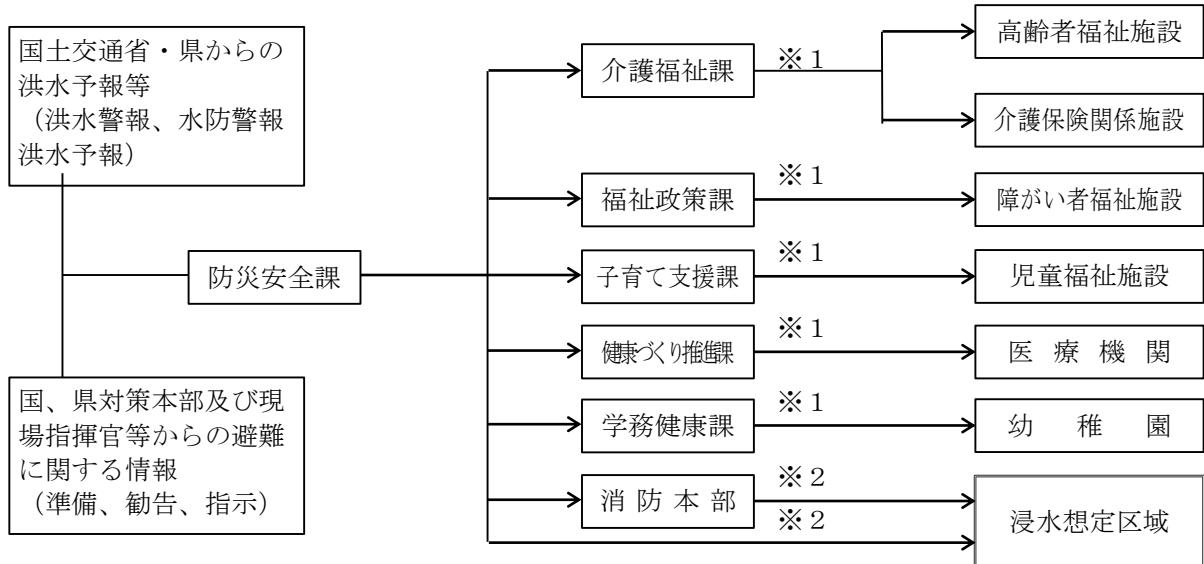 国土交通省・県からの
洪水予報等
(洪水警報、水防警報
洪水予報)
防災安全課
国、県対策本部及び現
場指揮官等からの避難
に関する情報
(準備、勧告、指示)
介護福祉課
※1
高齢者福祉施設
介護保険関係施設
福祉政策課
※1
障がい者福祉施設
子育て支援課
※1
児童福祉施設
健康づくり推進課
※1
医療機関
学務健康課
※1
幼稚園
消防本部
※2
※2
浸水想定区域